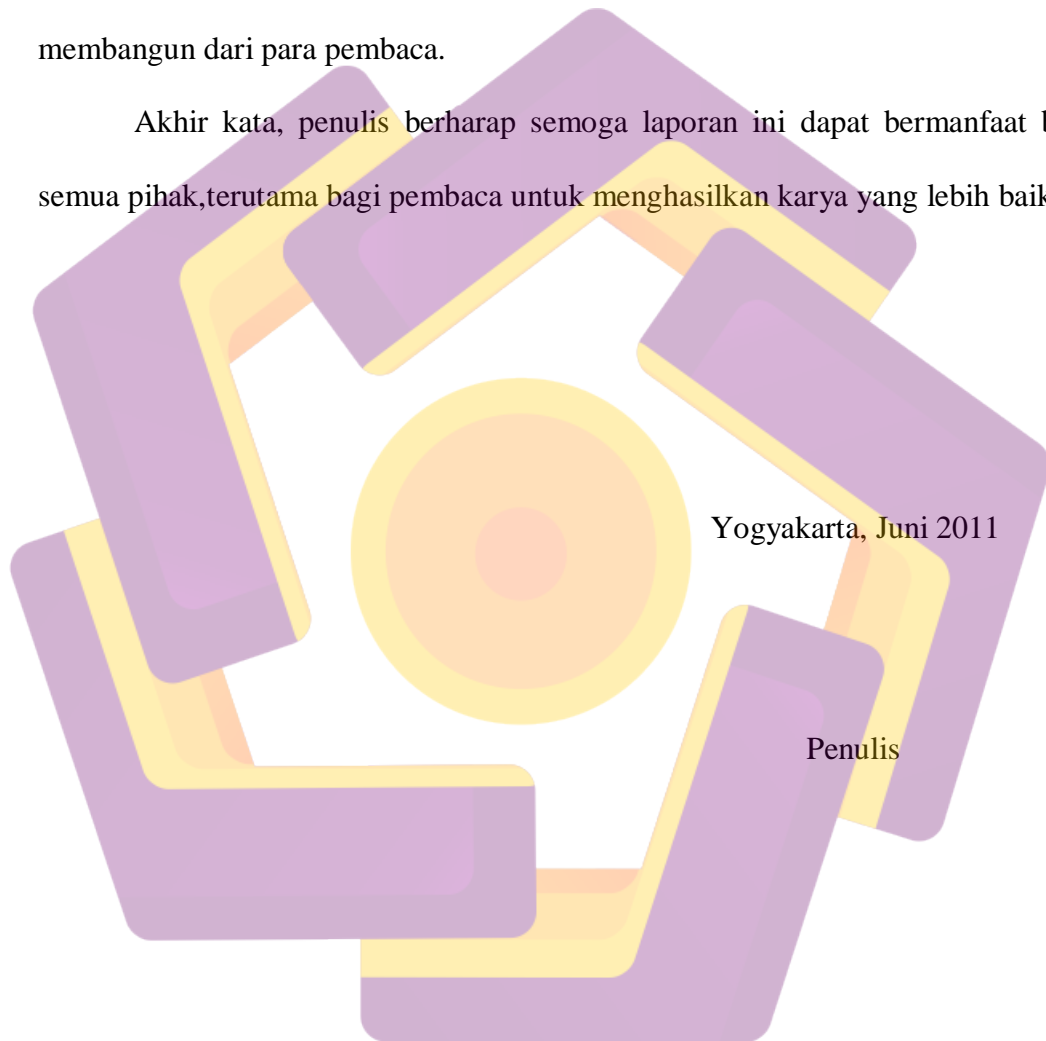 membangun dari para pembaca.
Akhir kata, penulis berharap semoga laporan ini dapat bermanfaat
semua pihak,terutama bagi pembaca untuk menghasilkan karya yang lebih baik
Yogyakarta, Juni 2011
Penulis